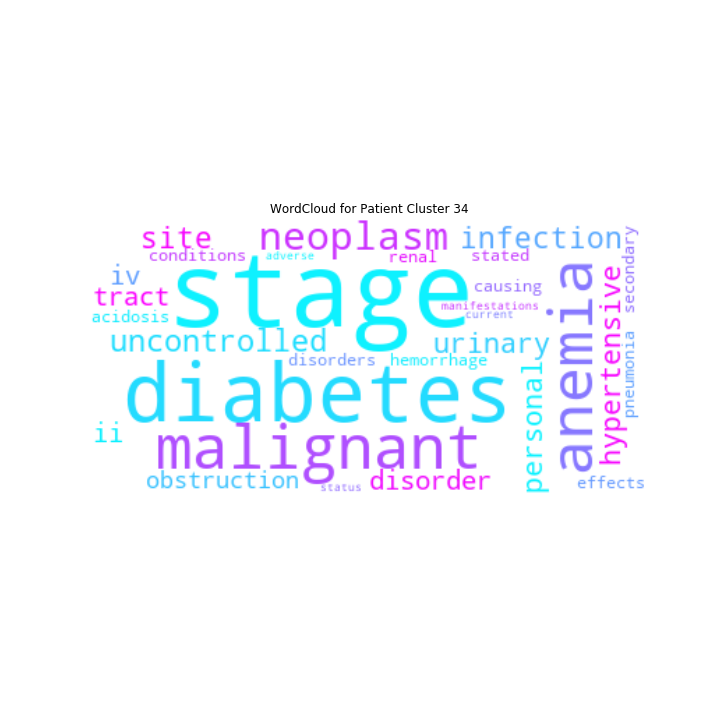 WordCloud for Patient Cluster 34
site
neoplasm
infection
conditions
adverse
renal
stated
secondary
iv
stage
causing
tract
manifestations
acidosis
current
uncontrolled
urinary
anemia
hypertensive
disorders
hemorrhage
pneumonia
diabetes
personal
ii
malignant
obstruction
status
disorder
effects